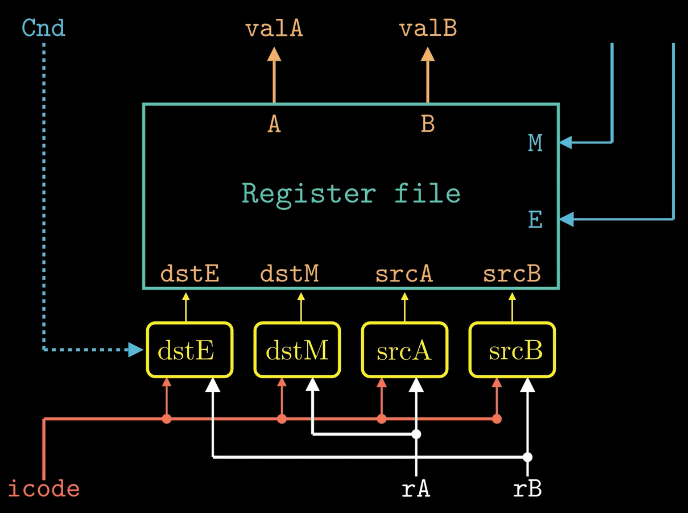 Cnd
valA
valB
A
B
M
Register file
E
dstE
dstM
srcA
srcB
dstE
dstM
srcA
srcB
icode
rA
rB